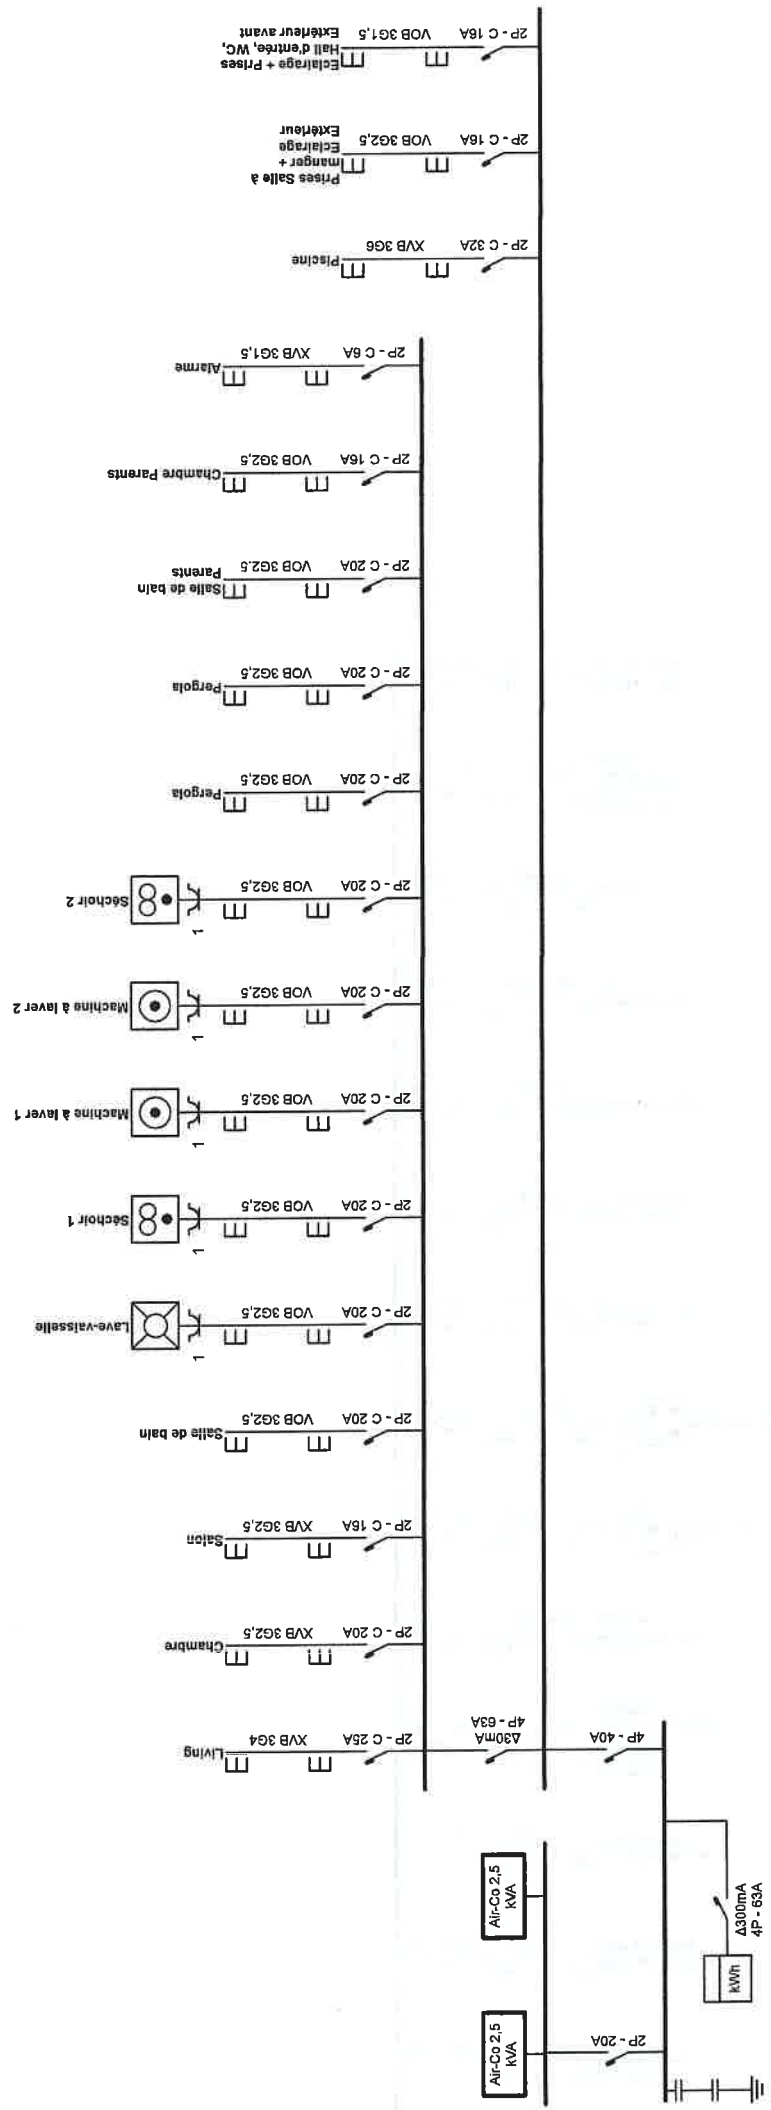 Eclairage + Prises
Hall d'entrée, WC,
Extérieur avant
VOB 3G1,5
2P - C 16A
Prises Salle à
manger +
Eclairage
Extérieur
VOB 3G2,5
2P - C 16A
Piscine
XVB 3G6
2P - C 32A
Alarme
XVB 3G1,5
2P - C 6A
Chambre Parents
VOB 3G2,5
2P - C 16A
Salle de bain
Parents
VOB 3G2.5
2P - C 20A
Pergola
VOB 3G2,5
2P - C 20A
Pergola
VOB 3G2,5
2P - C 20A
Séchoir 2
1
VOB 3G2,5
2P - C 20A
Machine à laver 2
1
VOB 3G2,5
2P - C 20A
Machine à laver 1
1
VOB 3G2,5
2P - C 20A
Séchoir 1
1
VOB 3G2,5
2P - C 20A
Lave-vaisselle
1
VOB 3G2,5
2P - C 20A
Salle de bain
VOB 3G2,5
2P - C 20A
Salon
XVB 3G2,5
2P - C 16A
Chambre
XVB 3G2,5
2P - C 20A
Living
XVB 3G4
2P - C 25A
Δ30mA
4P - 63A
4P - 40A
Air-Co 2,5
kVA
Air-Co 2,5
kVA
2P - 20A
Δ300mA
4P - 63A
kWh